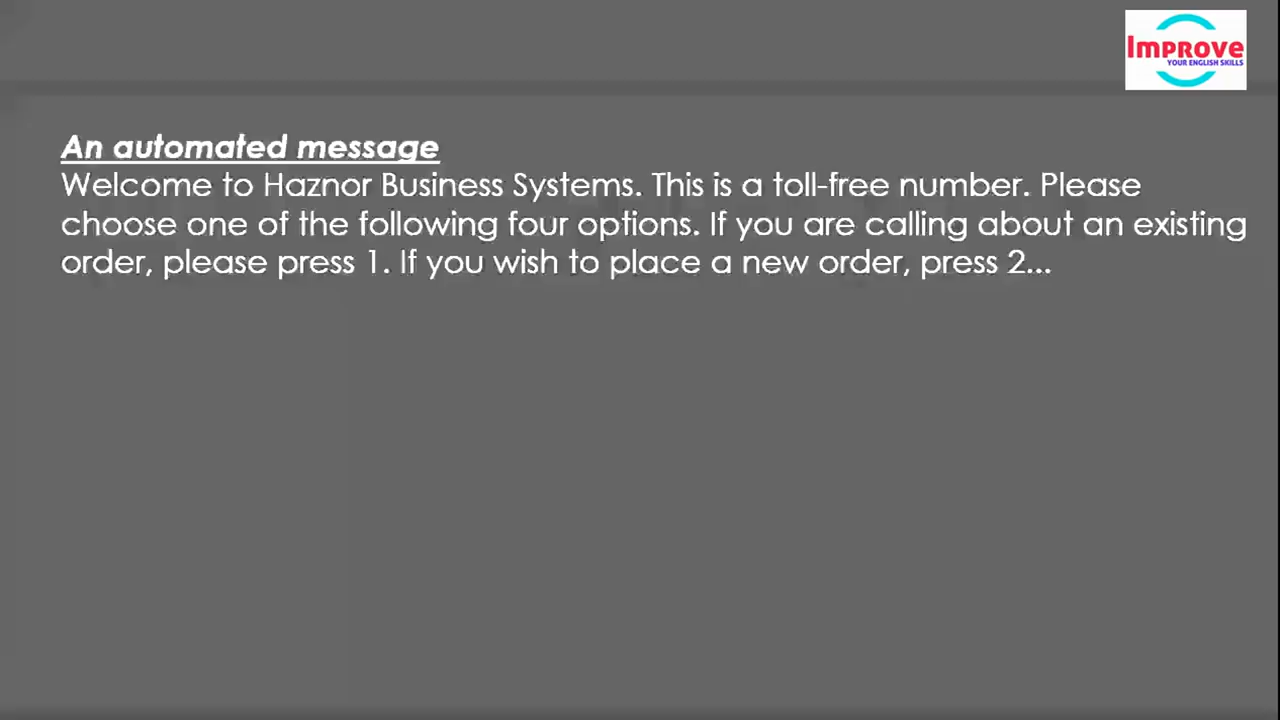 Improve
YOUR ENGLISH SKILLS
An automated message
Welcome to Haznor Business Systems. This is a toll-free number. Please
choose one of the following four options. If you are calling about an existing
order, please press 1. If you wish to place a new order, press 2...